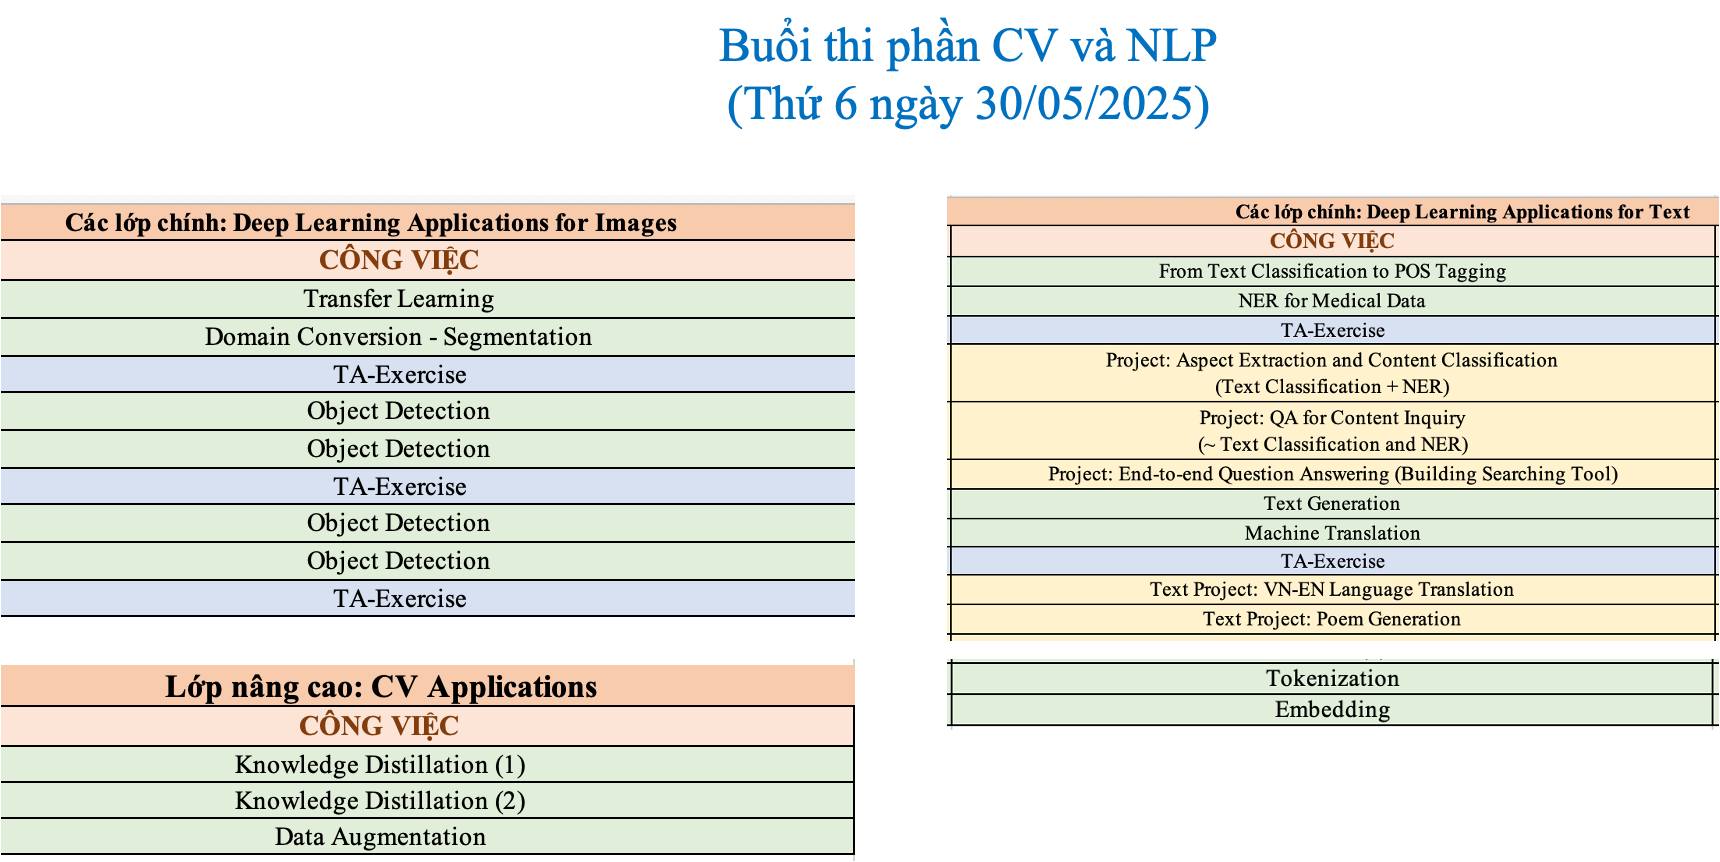 Buổi thi phần CV và NLP
(Thứ 6 ngày 30/05/2025)
Các lớp chính: Deep Learning Applications for Images
CÔNG VIỆC
Transfer Learning
Domain Conversion - Segmentation
TA-Exercise
Object Detection
Object Detection
TA-Exercise
Object Detection
Object Detection
TA-Exercise
Lớp nâng cao: CV Applications
CÔNG VIỆC
Knowledge Distillation (1)
Knowledge Distillation (2)
Data Augmentation
Các lớp chính: Deep Learning Applications for Text
CÔNG VIỆC
From Text Classification to POS Tagging
NER for Medical Data
TA-Exercise
Project: Aspect Extraction and Content Classification
(Text Classification + NER)
Project: QA for Content Inquiry
(~ Text Classification and NER)
Project: End-to-end Question Answering (Building Searching Tool)
Text Generation
Machine Translation
TA-Exercise
Text Project: VN-EN Language Translation
Text Project: Poem Generation
Tokenization
Embedding